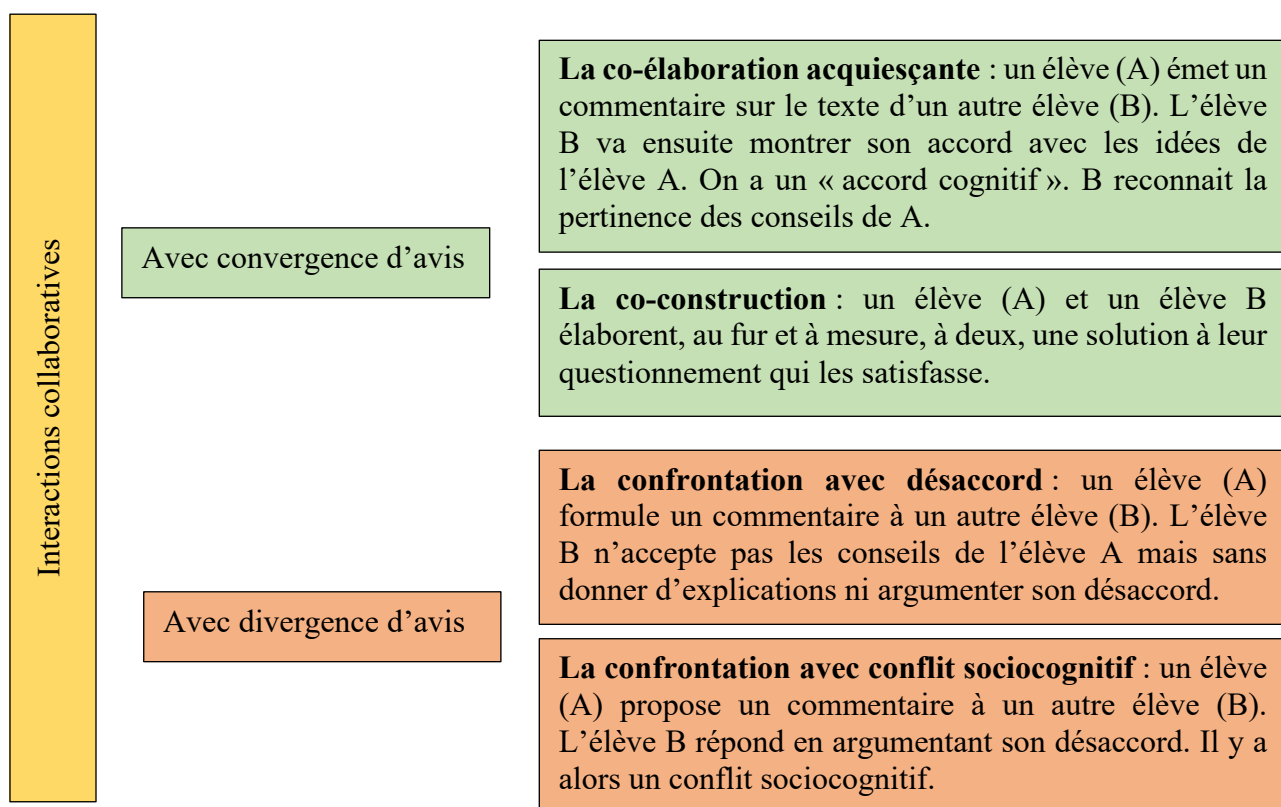 Interactions collaboratives
Avec convergence d’avis
La co-élaboration acquiesçante : un élève (A) émet un
commentaire sur le texte d’un autre élève (B). L’élève
B va ensuite montrer son accord avec les idées de
l’élève A. On a un « accord cognitif ». B reconnait la
pertinence des conseils de A.
La co-construction : un élève (A) et un élève B
élaborent, au fur et à mesure, à deux, une solution à leur
questionnement qui les satisfasse.
Avec divergence d’avis
La confrontation avec désaccord : un élève (A)
formule un commentaire à un autre élève (B). L’élève
B n’accepte pas les conseils de l’élève A mais sans
donner d’explications ni argumenter son désaccord.
La confrontation avec conflit sociocognitif : un élève
(A) propose un commentaire à un autre élève (B).
L’élève B répond en argumentant son désaccord. Il y a
alors un conflit sociocognitif.